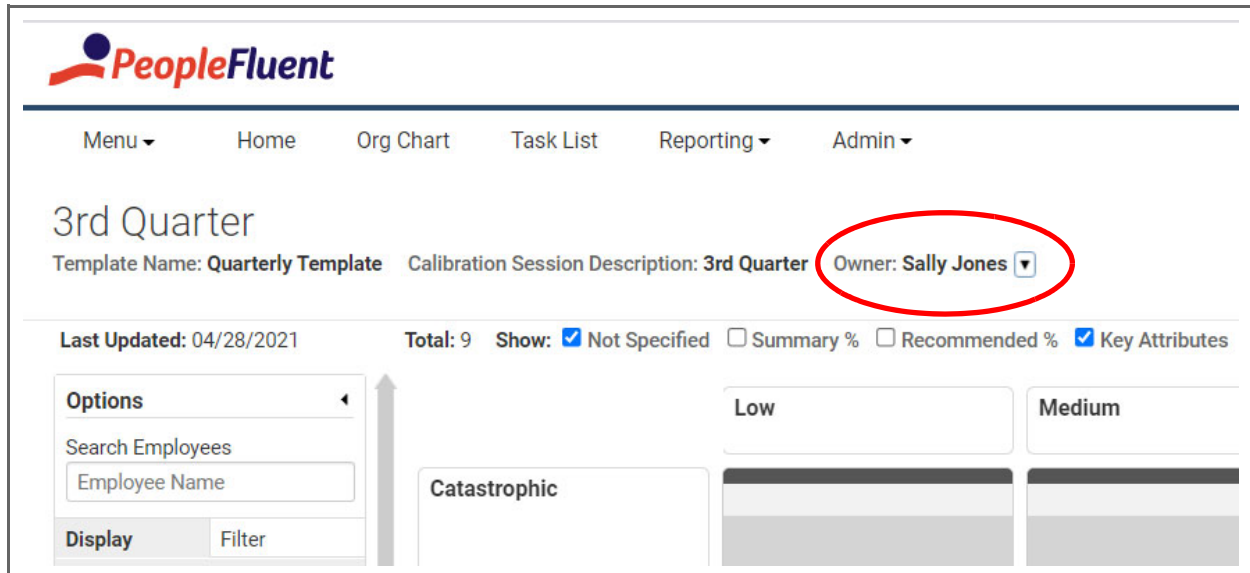 PeopleFluent
Menu Home Org Chart Task List Reporting Admin
3rd Quarter
Template Name: Quarterly Template Calibration Session Description: 3rd Quarter Owner: Sally Jones
Last Updated: 04/28/2021 Total: 9 Show: Not Specified Summary % Recommended % Key Attributes
Options
Low Medium
Search Employees
Employee Name
Catastrophic
Display Filter